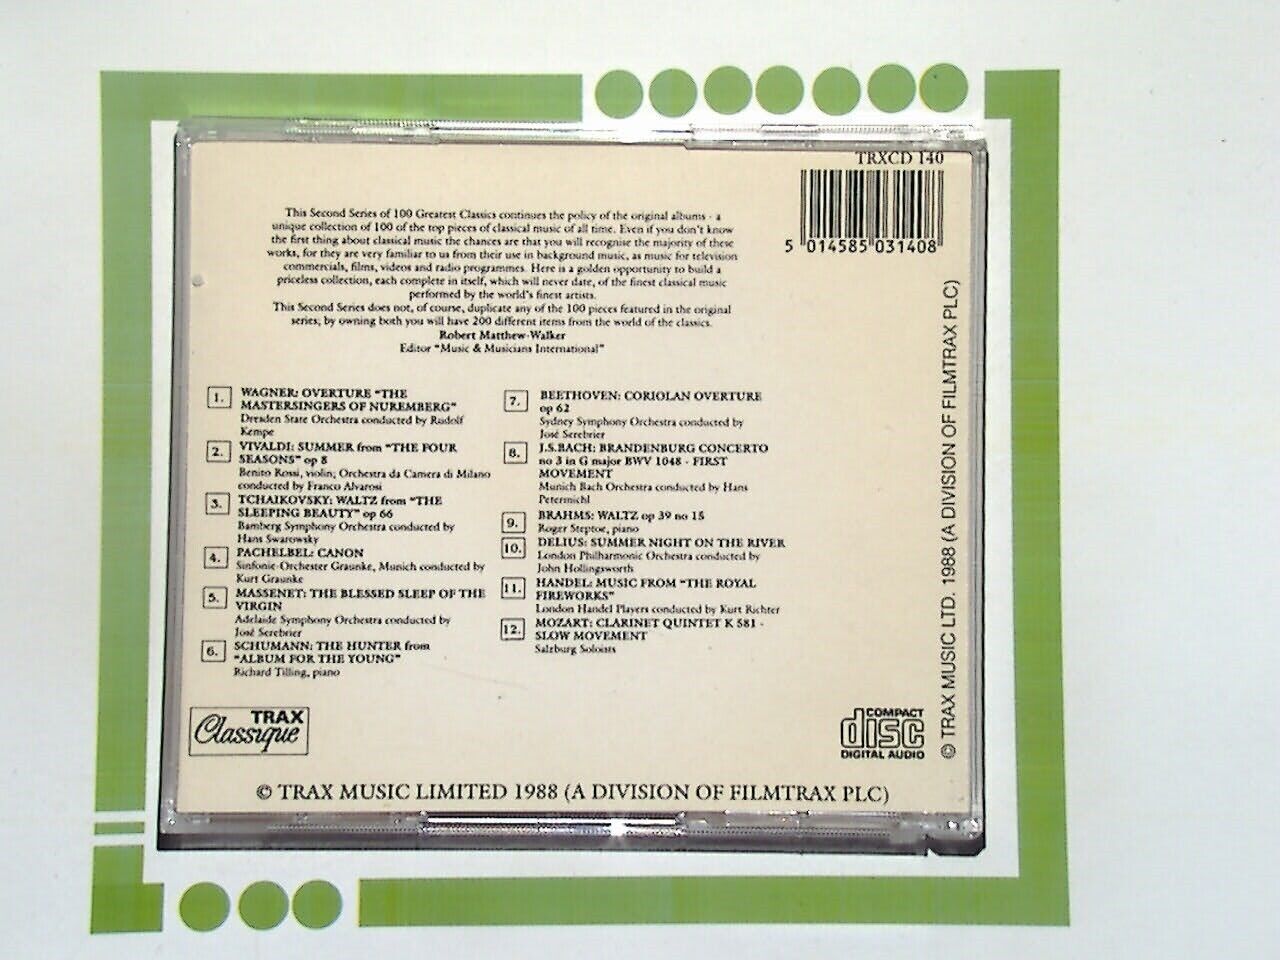 TRXCD 140
5 014585 031408
This Second Series of 100 Greatest Classics continues the policy of the original albums - a
unique collection of 100 of the top pieces of classical music of all time. Even if you don't know
the first thing about classical music the chances are that you will recognise the majority of these
works, for they are very familiar to us from their use in background music, as music for television
commercials, films, videos and radio programmes. Here is a golden opportunity to build a
priceless collection, each complete in itself, which will never date, of the finest classical music
performed by the world's finest artists.
This Second Series does not, of course, duplicate any of the 100 pieces featured in the original
series; by owning both you will have 200 different items from the world of the classics.
Robert Matthew-Walker
Editor "Music & Musicians International"
1. WAGNER: OVERTURE "THE
MASTERSINGERS OF NUREMBERG"
Dresden State Orchestra conducted by Rudolf
Kempe
2. VIVALDI: SUMMER from "THE FOUR
SEASONS" op 8
Benito Rossi, violin; Orchestra da Camera di Milano
conducted by Franco Alvarosi
3. TCHAIKOVSKY: WALTZ from "THE
SLEEPING BEAUTY" op 66
Bamberg Symphony Orchestra conducted by
Hans Swarowsky
4. PACHELBEL: CANON
Sinfonie-Orchester Graunke, Munich conducted by
Kurt Graunke
5. MASSENET: THE BLESSED SLEEP OF THE
VIRGIN
Adelaide Symphony Orchestra conducted by
José Serebrier
6. SCHUMANN: THE HUNTER from
"ALBUM FOR THE YOUNG"
Richard Tilling, piano
7. BEETHOVEN: CORIOLAN OVERTURE
op 62
Sydney Symphony Orchestra conducted by
José Serebrier
8. J.S.BACH: BRANDENBURG CONCERTO
no 3 in G major BWV 1048 - FIRST
MOVEMENT
Munich Bach Orchestra conducted by Hans
Petermichl
9. BRAHMS: WALTZ op 39 no 15
Roger Steptoe, piano
10. DELIUS: SUMMER NIGHT ON THE RIVER
London Philharmonic Orchestra conducted by
John Hollingsworth
11. HANDEL: MUSIC FROM "THE ROYAL
FIREWORKS"
London Handel Players conducted by Kurt Richter
12. MOZART: CLARINET QUINTET K 581 -
SLOW MOVEMENT
Salzburg Soloists
TRAX
Classique
COMPACT
disc
DIGITAL AUDIO
© TRAX MUSIC LIMITED 1988 (A DIVISION OF FILMTRAX PLC)
© TRAX MUSIC LTD. 1988 (A DIVISION OF FILMTRAX PLC)